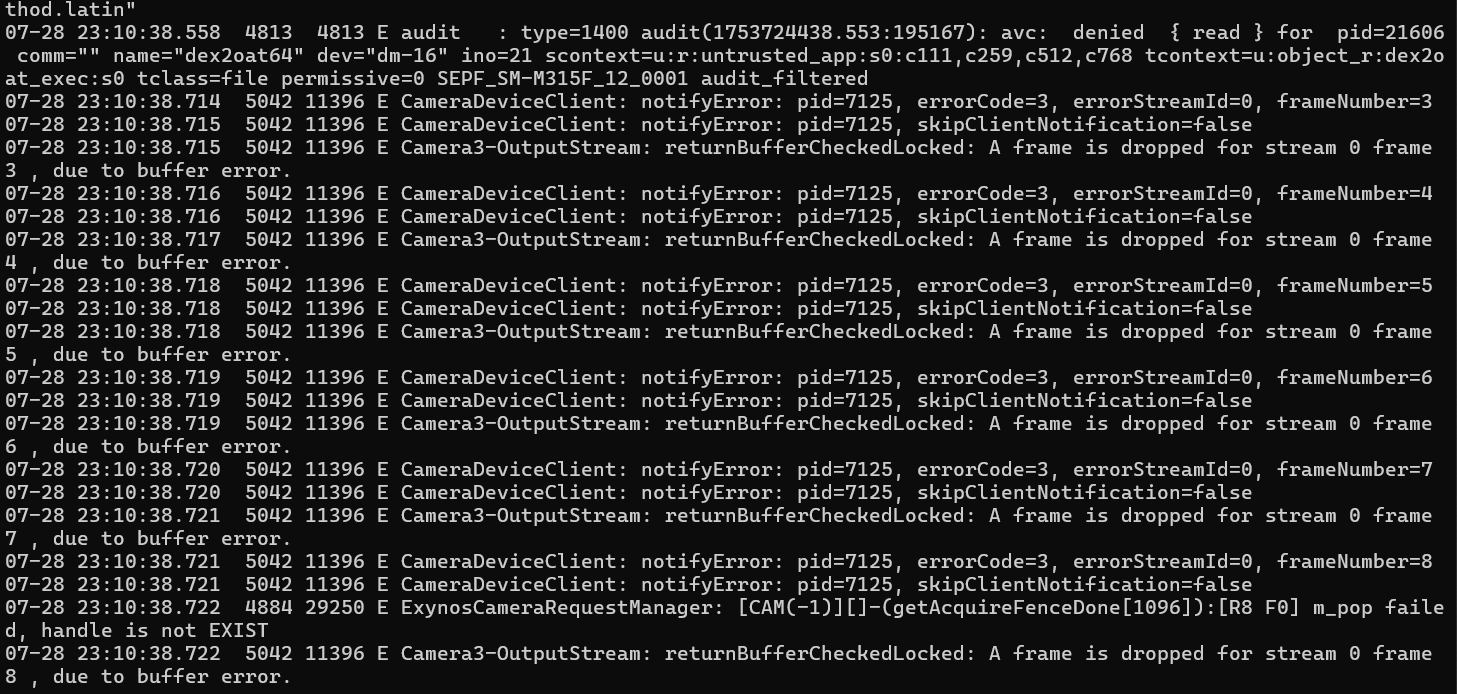 thod.latin"
07-28 23:10:38.558  4813  4813 E audit   : type=1400 audit(1753724438.553:195167): avc:  denied  { read } for  pid=21606
 comm="" name="dex2oat64" dev="dm-16" ino=21 scontext=u:r:untrusted_app:s0:c111,c259,c512,c768 tcontext=u:object_r:dex2o
at_exec:s0 tclass=file permissive=0 SEPF_SM-M315F_12_0001 audit_filtered
07-28 23:10:38.714  5042 11396 E CameraDeviceClient: notifyError: pid=7125, errorCode=3, errorStreamId=0, frameNumber=3
07-28 23:10:38.715  5042 11396 E CameraDeviceClient: notifyError: pid=7125, skipClientNotification=false
07-28 23:10:38.715  5042 11396 E Camera3-OutputStream: returnBufferCheckedLocked: A frame is dropped for stream 0 frame
3 , due to buffer error.
07-28 23:10:38.716  5042 11396 E CameraDeviceClient: notifyError: pid=7125, errorCode=3, errorStreamId=0, frameNumber=4
07-28 23:10:38.716  5042 11396 E CameraDeviceClient: notifyError: pid=7125, skipClientNotification=false
07-28 23:10:38.717  5042 11396 E Camera3-OutputStream: returnBufferCheckedLocked: A frame is dropped for stream 0 frame
4 , due to buffer error.
07-28 23:10:38.718  5042 11396 E CameraDeviceClient: notifyError: pid=7125, errorCode=3, errorStreamId=0, frameNumber=5
07-28 23:10:38.718  5042 11396 E CameraDeviceClient: notifyError: pid=7125, skipClientNotification=false
07-28 23:10:38.718  5042 11396 E Camera3-OutputStream: returnBufferCheckedLocked: A frame is dropped for stream 0 frame
5 , due to buffer error.
07-28 23:10:38.719  5042 11396 E CameraDeviceClient: notifyError: pid=7125, errorCode=3, errorStreamId=0, frameNumber=6
07-28 23:10:38.719  5042 11396 E CameraDeviceClient: notifyError: pid=7125, skipClientNotification=false
07-28 23:10:38.719  5042 11396 E Camera3-OutputStream: returnBufferCheckedLocked: A frame is dropped for stream 0 frame
6 , due to buffer error.
07-28 23:10:38.720  5042 11396 E CameraDeviceClient: notifyError: pid=7125, errorCode=3, errorStreamId=0, frameNumber=7
07-28 23:10:38.720  5042 11396 E CameraDeviceClient: notifyError: pid=7125, skipClientNotification=false
07-28 23:10:38.721  5042 11396 E Camera3-OutputStream: returnBufferCheckedLocked: A frame is dropped for stream 0 frame
7 , due to buffer error.
07-28 23:10:38.721  5042 11396 E CameraDeviceClient: notifyError: pid=7125, errorCode=3, errorStreamId=0, frameNumber=8
07-28 23:10:38.721  5042 11396 E CameraDeviceClient: notifyError: pid=7125, skipClientNotification=false
07-28 23:10:38.722  4884 29250 E ExynosCameraRequestManager: [CAM(-1)][]-(getAcquireFenceDone[1096]):[R8 F0] m_pop faile
d, handle is not EXIST
07-28 23:10:38.722  5042 11396 E Camera3-OutputStream: returnBufferCheckedLocked: A frame is dropped for stream 0 frame
8 , due to buffer error.